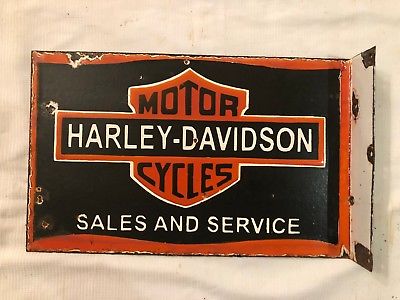 MOTOR
HARLEY-DAVIDSON
CYCLES
SALES AND SERVICE